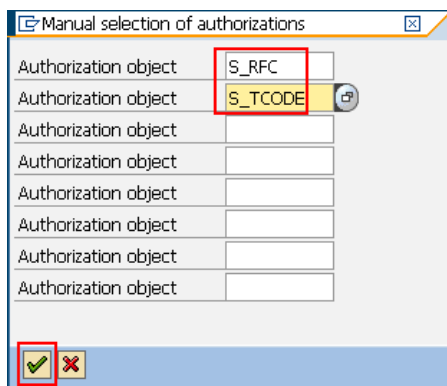 Manual selection of authorizations
Authorization object S_RFC
Authorization object S_TCODE
Authorization object
Authorization object
Authorization object
Authorization object
Authorization object
Authorization object